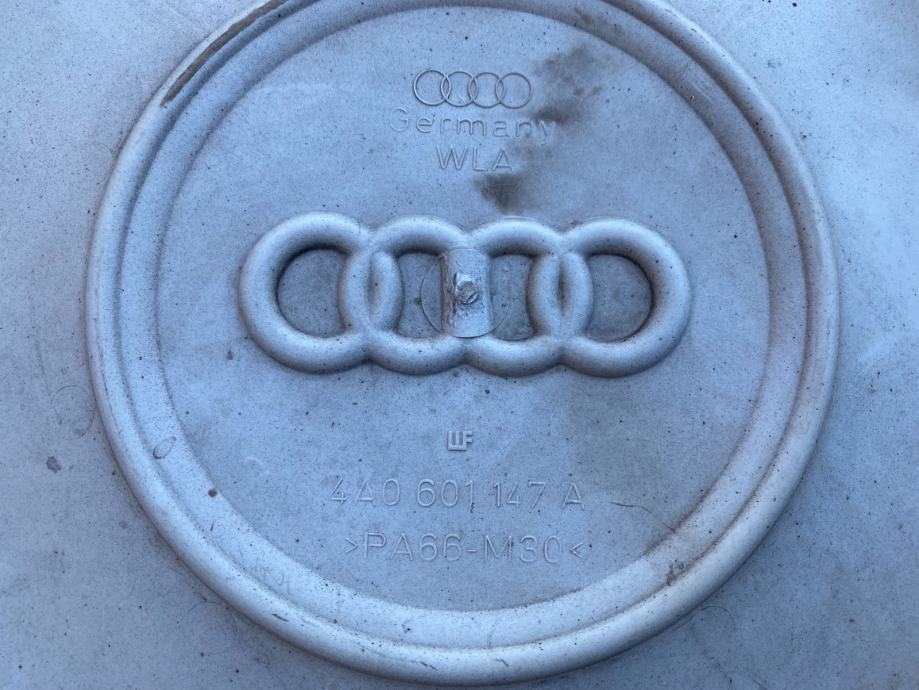 Germany
WLA
4A0 601 147 A
>PA66-M30<